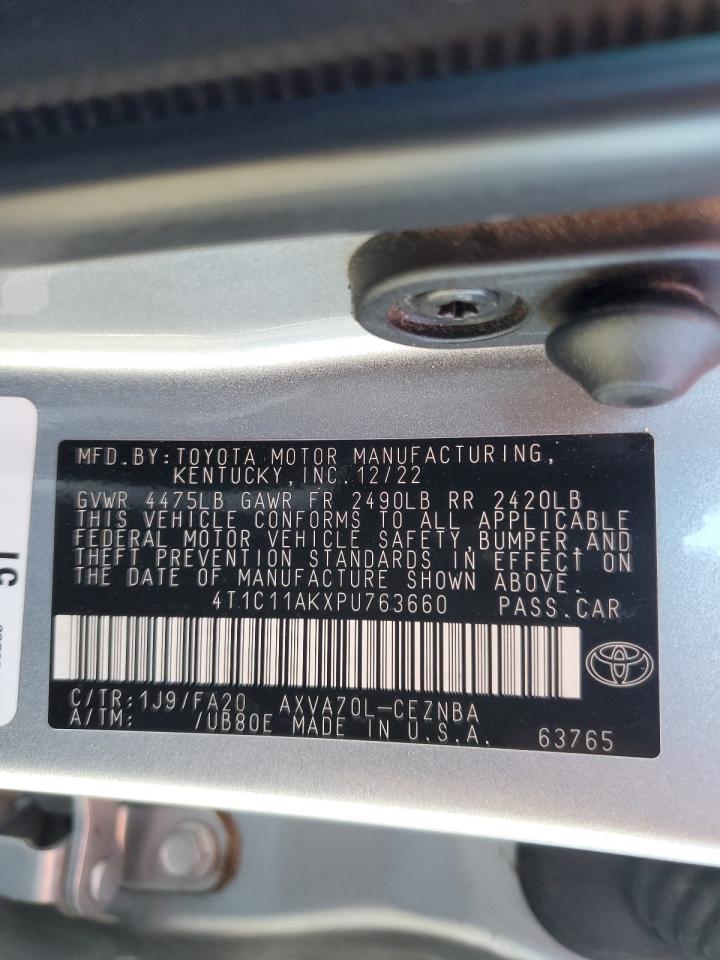 MFD.BY:TOYOTA MOTOR MANUFACTURING,
KENTUCKY,INC.12/22
GVWR 4475LB GAWR FR 2490LB RR 2420LB
THIS VEHICLE CONFORMS TO ALL APPLICABLE
FEDERAL MOTOR VEHICLE SAFETY,BUMPER AND
THEFT PREVENTION STANDARDS IN EFFECT ON
THE DATE OF MANUFACTURE SHOWN ABOVE.
4T1C11AKXPU763660 PASS.CAR
C/TR:1J9/FA20 AXVA70L-CEZNBA
A/TM: /UB80E MADE IN U.S.A. 63765